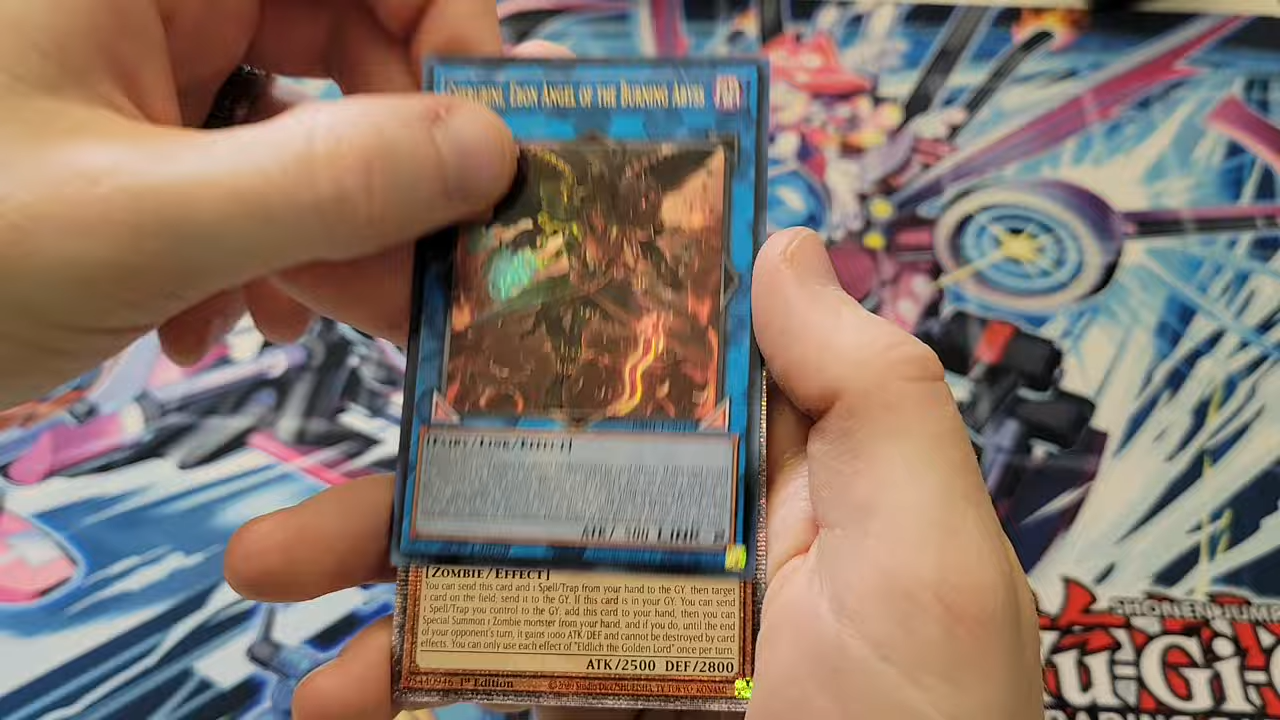 EBON ANGEL OF THE BURNING ABYSS
[ZOMBIE/EFFECT]
You can send this card and 1 Spell/Trap from your hand to the GY, then target
card on the field; send it to the GY. If this card is in your GY: You can send
1 Spell/Trap you control to the GY; add this card to your hand, then you can
Special Summon 1 Zombie monster from your hand, and if you do, until the end
of your opponent's turn, it gains 1000 ATK/DEF and cannot be destroyed by card
effects. You can only use each effect of "Eldlich the Golden Lord" once per turn.
ATK/2500 DEF/2800
95440946 1st Edition
©2020 Studio Dice/SHUEISHA, TV TOKYO, KONAMI
SHONEN JUMP
u-Gi-